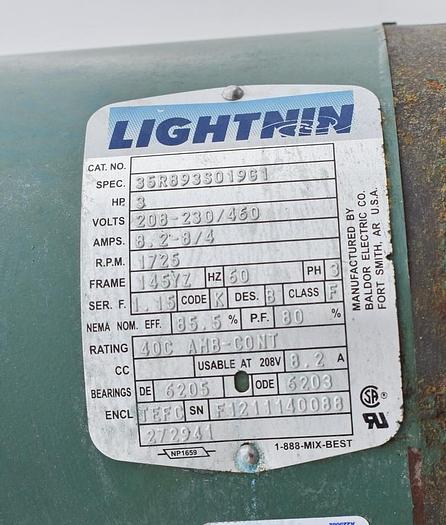 LIGHTNIN
CAT. NO.
SPEC. 35R893S019G1
HP. 3
VOLTS 208-230/460
AMPS. 8.2-8/4
R.P.M. 1725
FRAME 145YZ HZ 60 PH 3
SER. F. 1.15 CODE K DES. B CLASS F
NEMA NOM. EFF. 85.5 % P.F. 80 %
RATING 40C AMB-CONT
CC USABLE AT 208V 8.2 A
BEARINGS DE 6205 ODE 6203
ENCL TEFC SN F1211140088
272941
NP1659 1-888-MIX-BEST
MANUFACTURED BY
BALDOR ELECTRIC CO.
FORT SMITH, AR U.S.A.